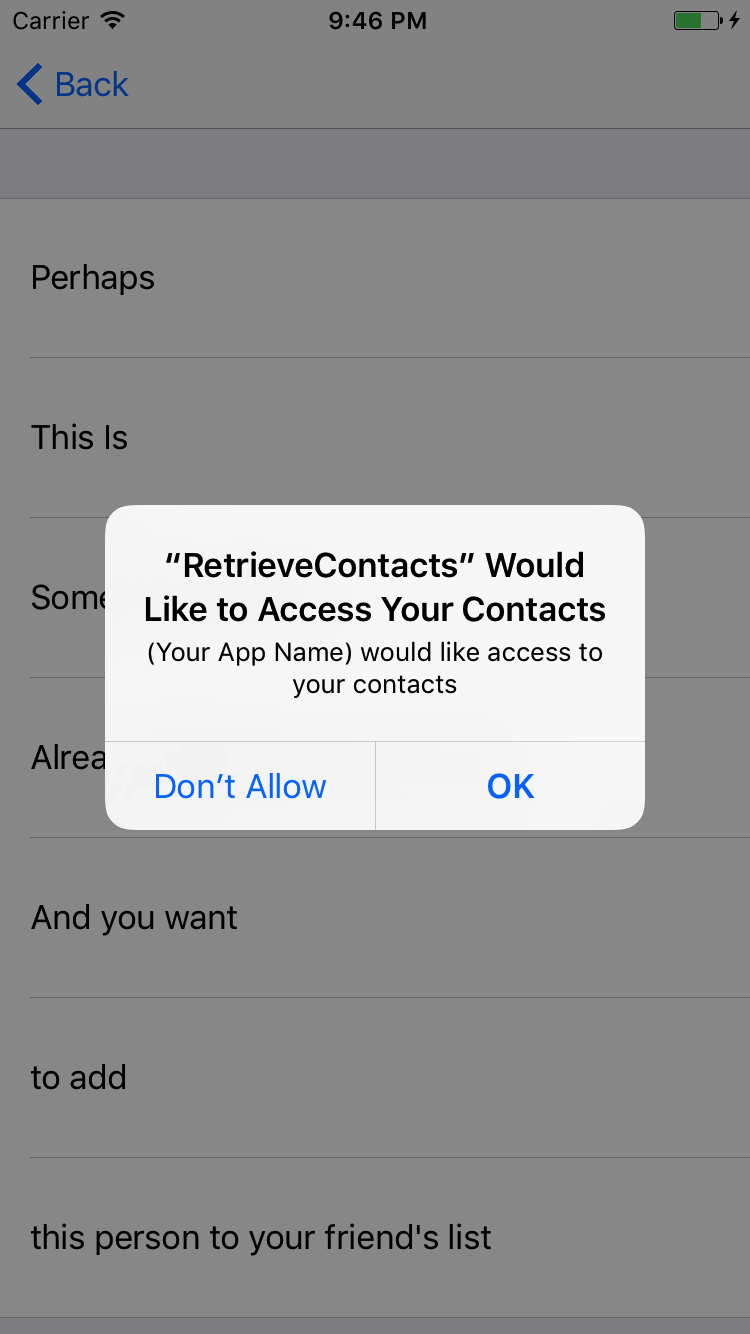 Carrier 9:46 PM
Back
Perhaps
This Is
Some
“RetrieveContacts” Would
Like to Access Your Contacts
(Your App Name) would like access to
your contacts
Don’t Allow OK
And you want
to add
this person to your friend's list